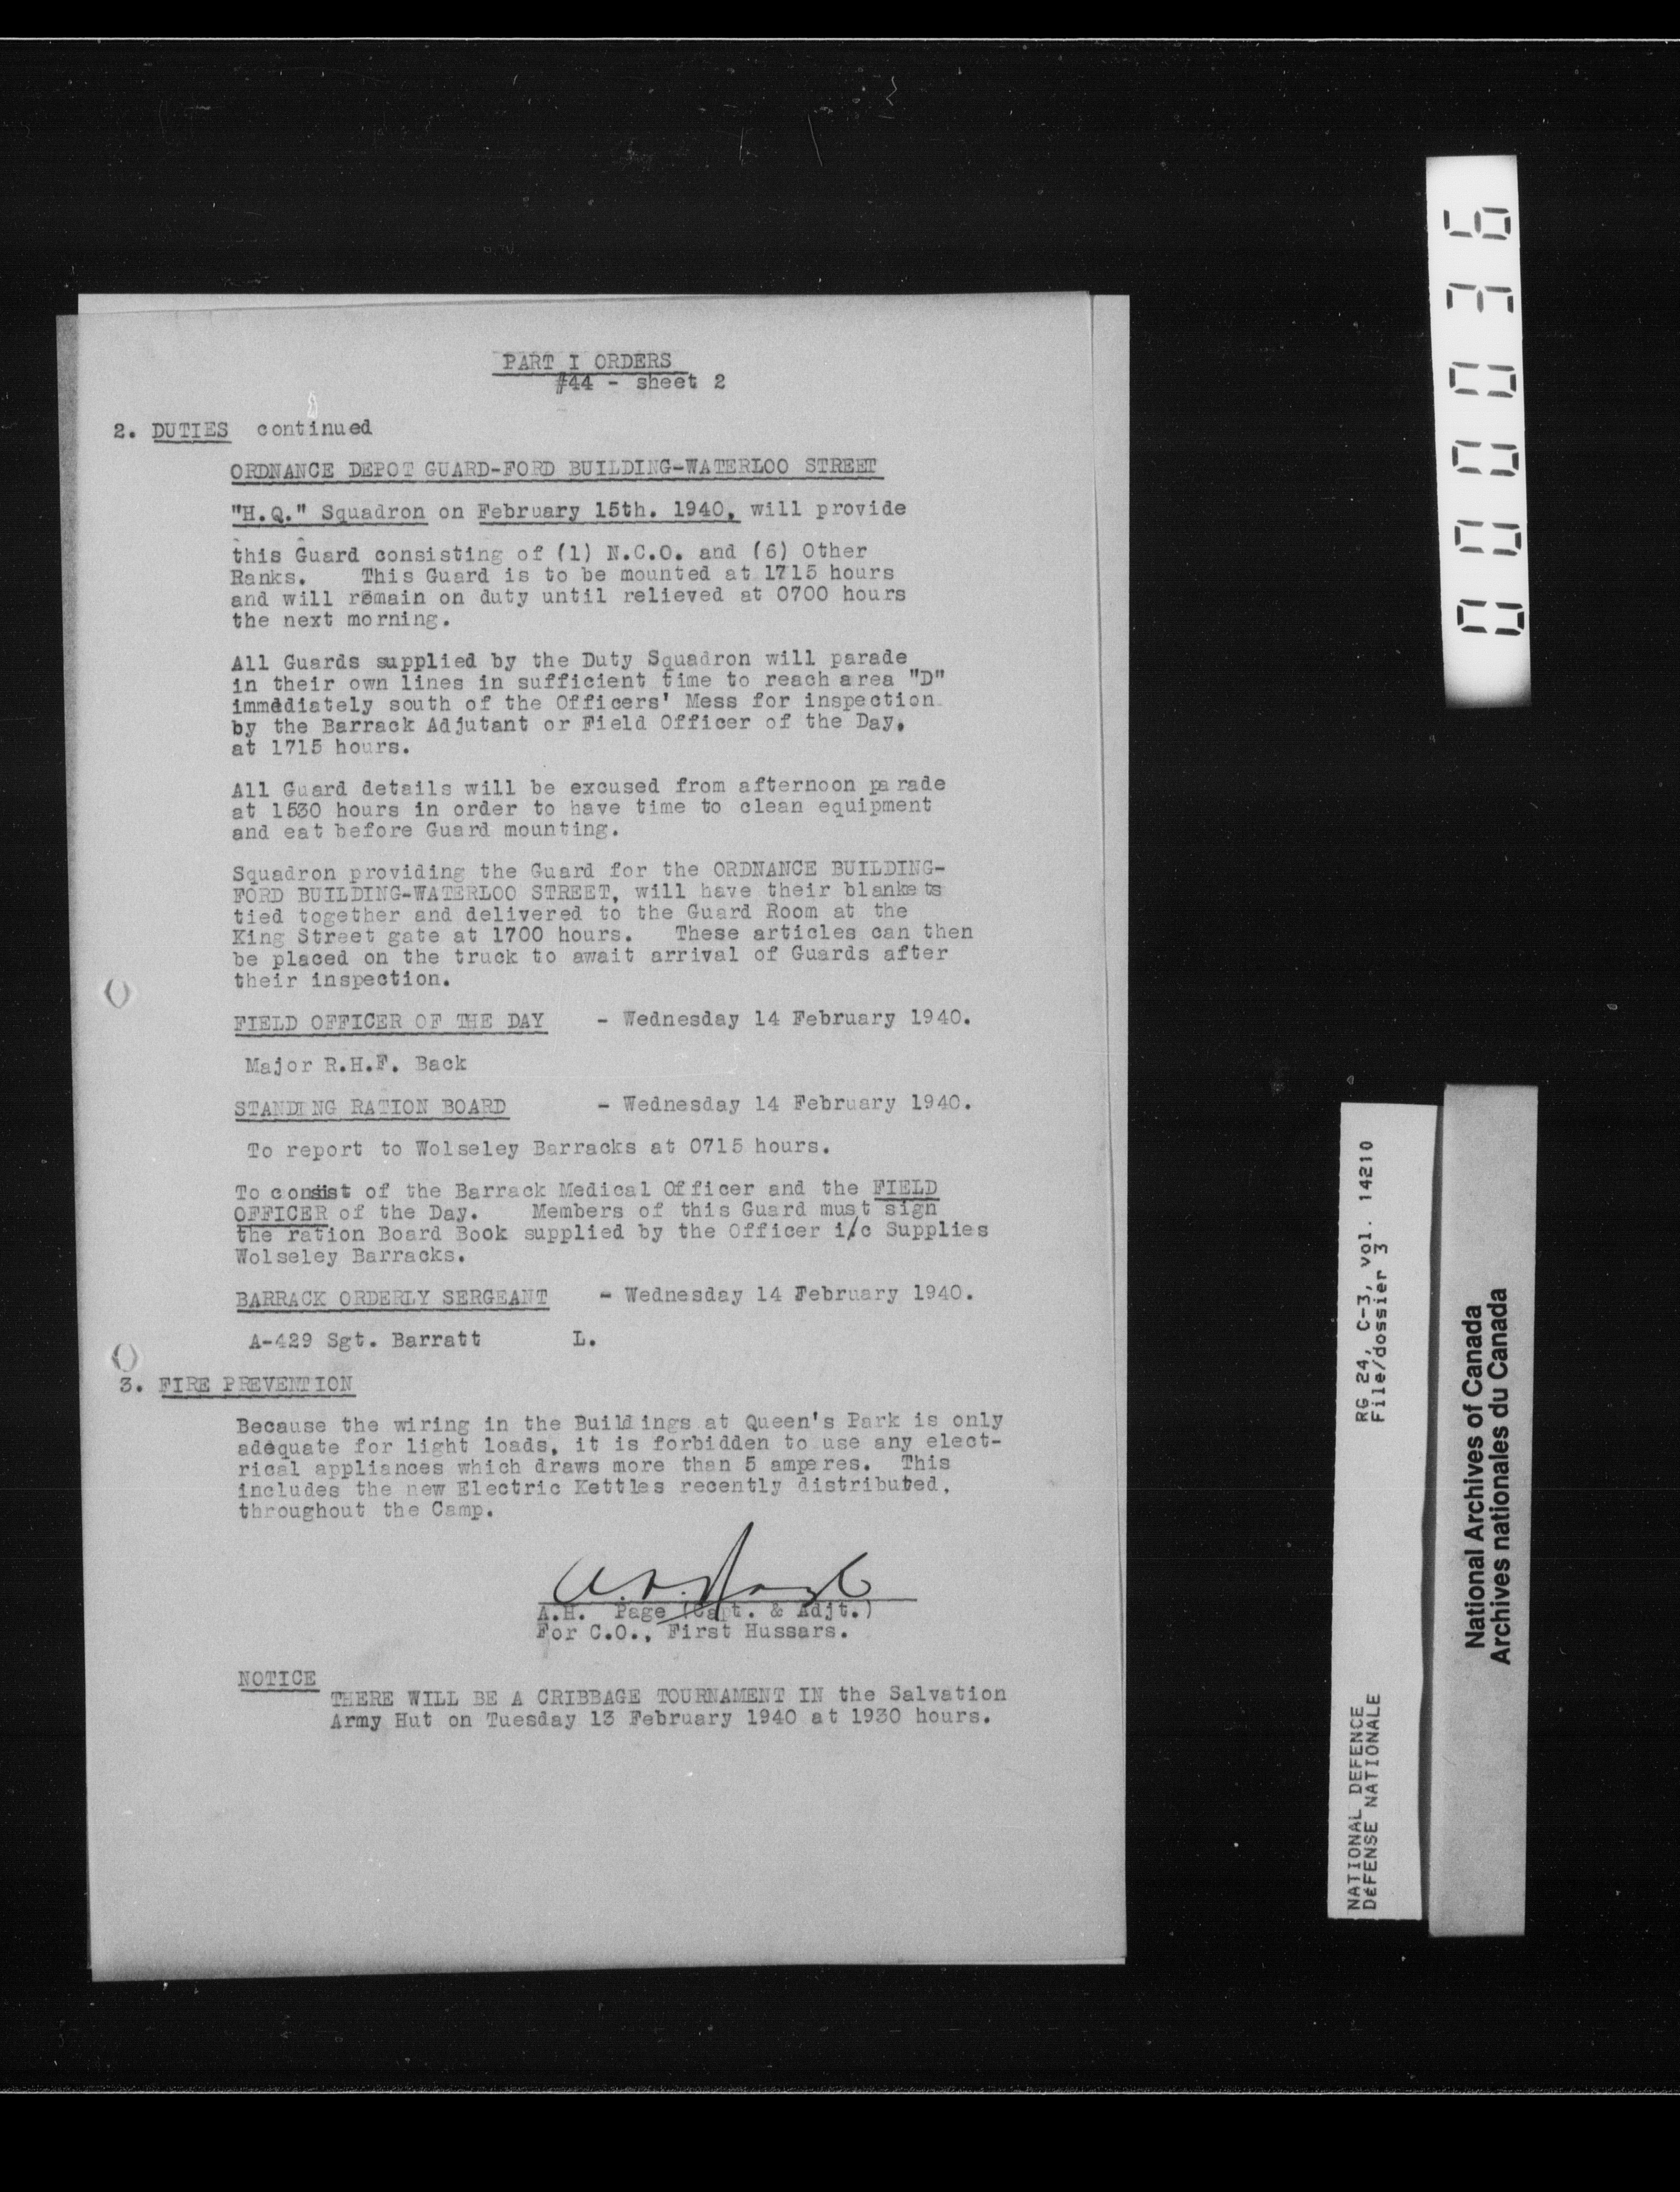 PART I ORDERS
#44 - sheet 2
2. DUTIES continued
ORDNANCE DEPOT GUARD-FORD BUILDING-WATERLOO STREET
"H.Q." Squadron on February 15th. 1940, will provide
this Guard consisting of (1) N.C.O. and (6) Other
Ranks. This Guard is to be mounted at 1715 hours
and will remain on duty until relieved at 0700 hours
the next morning.
All Guards supplied by the Duty Squadron will parade
in their own lines in sufficient time to reach area "D"
immediately south of the Officers' Mess for inspection
by the Barrack Adjutant or Field Officer of the Day.
at 1715 hours.
All Guard details will be excused from afternoon parade
at 1530 hours in order to have time to clean equipment
and eat before Guard mounting.
Squadron providing the Guard for the ORDNANCE BUILDING-
FORD BUILDING-WATERLOO STREET, will have their blankets
tied together and delivered to the Guard Room at the
King Street gate at 1700 hours. These articles can then
be placed on the truck to await arrival of Guards after
their inspection.
FIELD OFFICER OF THE DAY - Wednesday 14 February 1940.
Major R.H.F. Back
STANDING RATION BOARD - Wednesday 14 February 1940.
To report to Wolseley Barracks at 0715 hours.
To consist of the Barrack Medical Officer and the FIELD
OFFICER of the Day. Members of this Guard must sign
the ration Board Book supplied by the Officer i/c Supplies
Wolseley Barracks.
BARRACK ORDERLY SERGEANT - Wednesday 14 February 1940.
A-429 Sgt. Barratt L.
3. FIRE PREVENTION
Because the wiring in the Buildings at Queen's Park is only
adequate for light loads, it is forbidden to use any elect-
rical appliances which draws more than 5 amperes. This
includes the new Electric Kettles recently distributed,
throughout the Camp.
A.H. Page (Capt. & Adjt.)
For C.O., First Hussars.
NOTICE
THERE WILL BE A CRIBBAGE TOURNAMENT IN the Salvation
Army Hut on Tuesday 13 February 1940 at 1930 hours.
000036
NATIONAL DEFENCE RG 24, C-3, vol. 14210
DéFENSE NATIONALE File/dossier 3
National Archives of Canada
Archives nationales du Canada